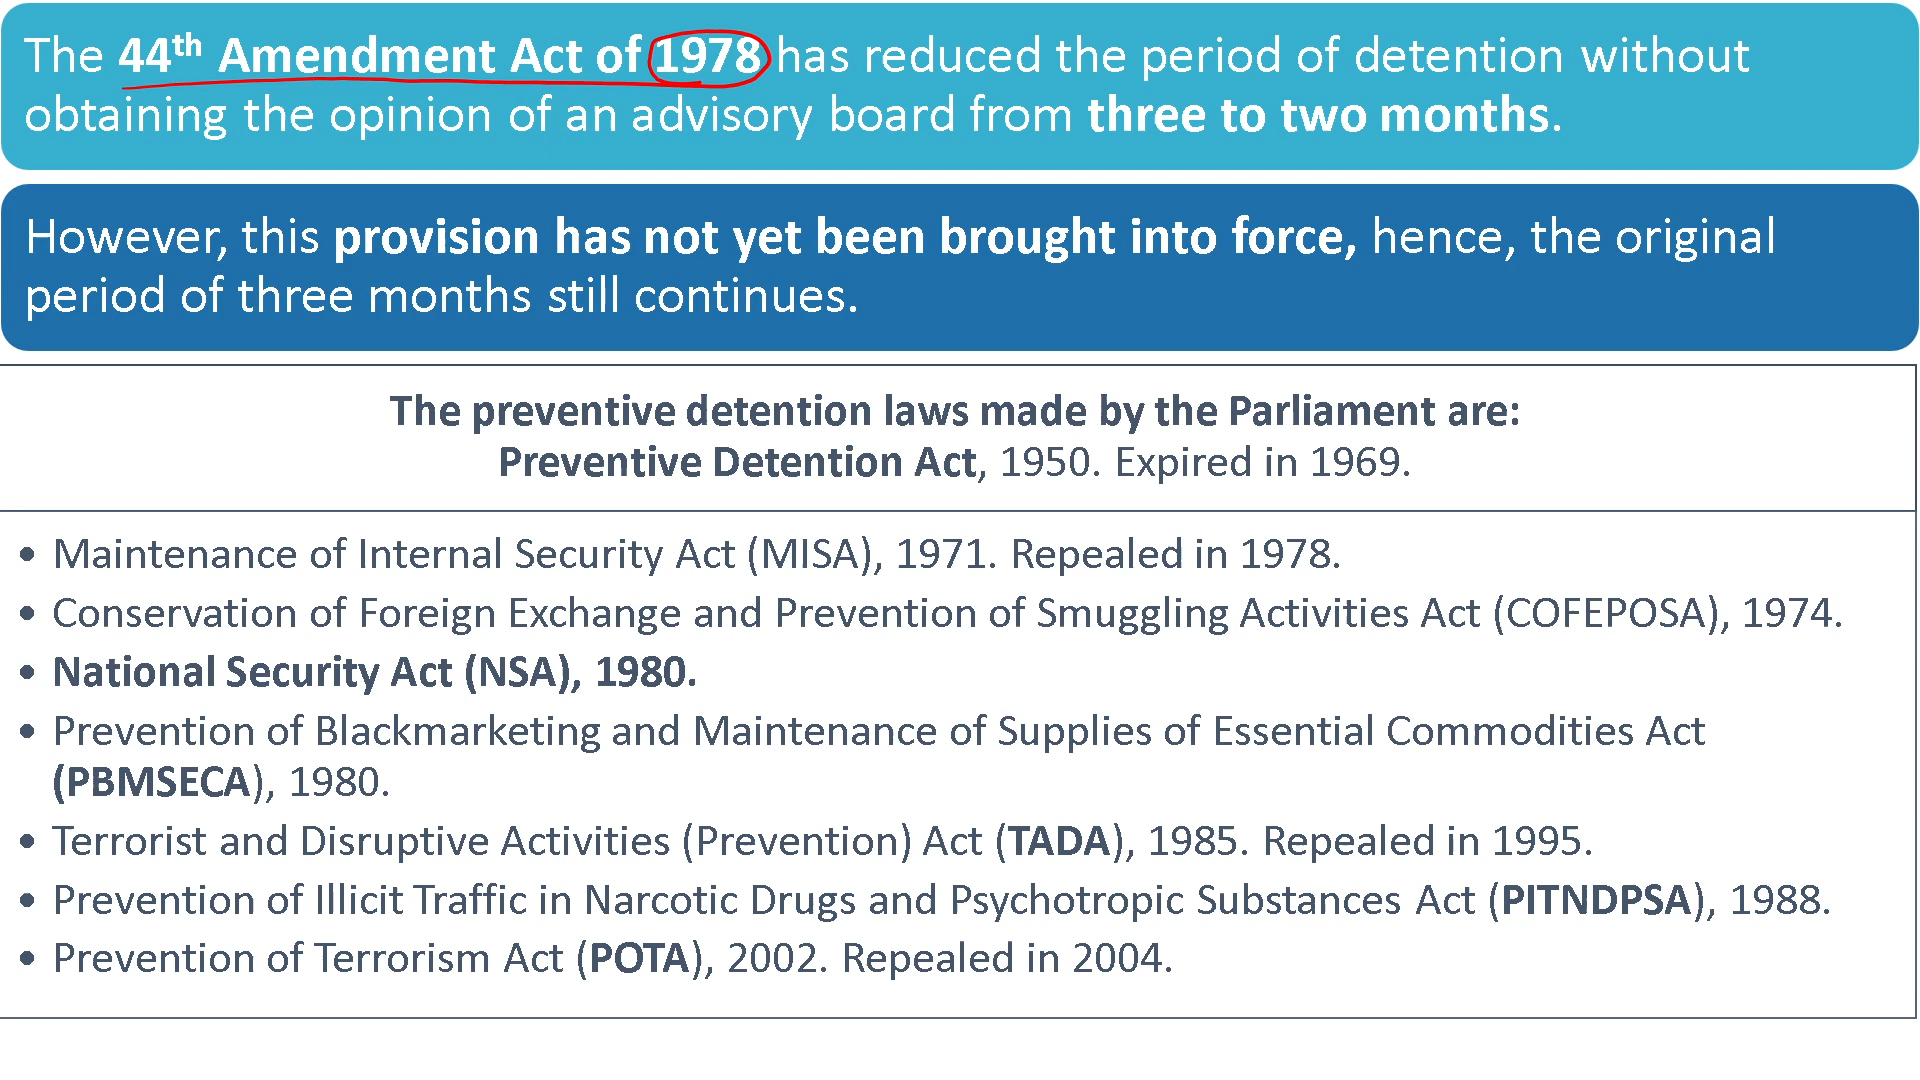 The 44th Amendment Act of 1978 has reduced the period of detention without
obtaining the opinion of an advisory board from three to two months.
However, this provision has not yet been brought into force, hence, the original
period of three months still continues.
The preventive detention laws made by the Parliament are:
Preventive Detention Act, 1950. Expired in 1969.
• Maintenance of Internal Security Act (MISA), 1971. Repealed in 1978.
• Conservation of Foreign Exchange and Prevention of Smuggling Activities Act (COFEPOSA), 1974.
• National Security Act (NSA), 1980.
• Prevention of Blackmarketing and Maintenance of Supplies of Essential Commodities Act
(PBMSECA), 1980.
• Terrorist and Disruptive Activities (Prevention) Act (TADA), 1985. Repealed in 1995.
• Prevention of Illicit Traffic in Narcotic Drugs and Psychotropic Substances Act (PITNDPSA), 1988.
• Prevention of Terrorism Act (POTA), 2002. Repealed in 2004.